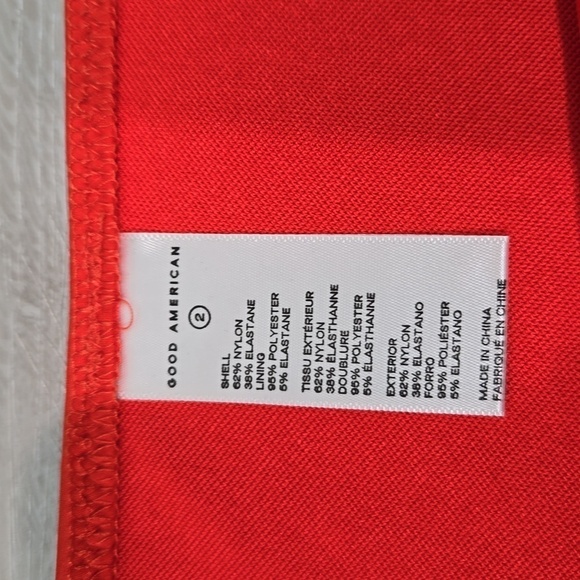 GOOD AMERICAN
2
SHELL
62% NYLON
38% ELASTANE
LINING
95% POLYESTER
5% ELASTANE
TISSU EXTÉRIEUR
62% NYLON
38% ÉLASTHANNE
DOUBLURE
95% POLYESTER
5% ÉLASTHANNE
EXTERIOR
62% NYLON
38% ELASTANO
FORRO
95% POLIÉSTER
5% ELASTANO
MADE IN CHINA
FABRIQUÉ EN CHINE